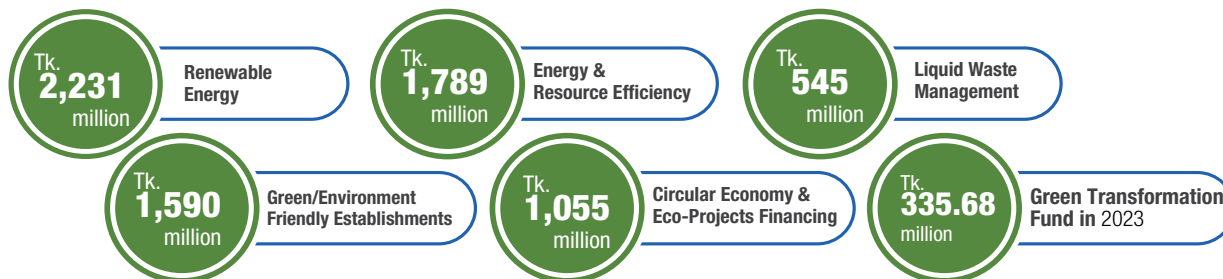 Tk.
2,231
million
Renewable
Energy
Tk.
1,789
million
Energy &
Resource Efficiency
Tk.
545
million
Liquid Waste
Management
Tk.
1,590
million
Green/Environment
Friendly Establishments
Tk.
1,055
million
Circular Economy &
Eco-Projects Financing
Tk.
335.68
million
Green Transformation
Fund in 2023